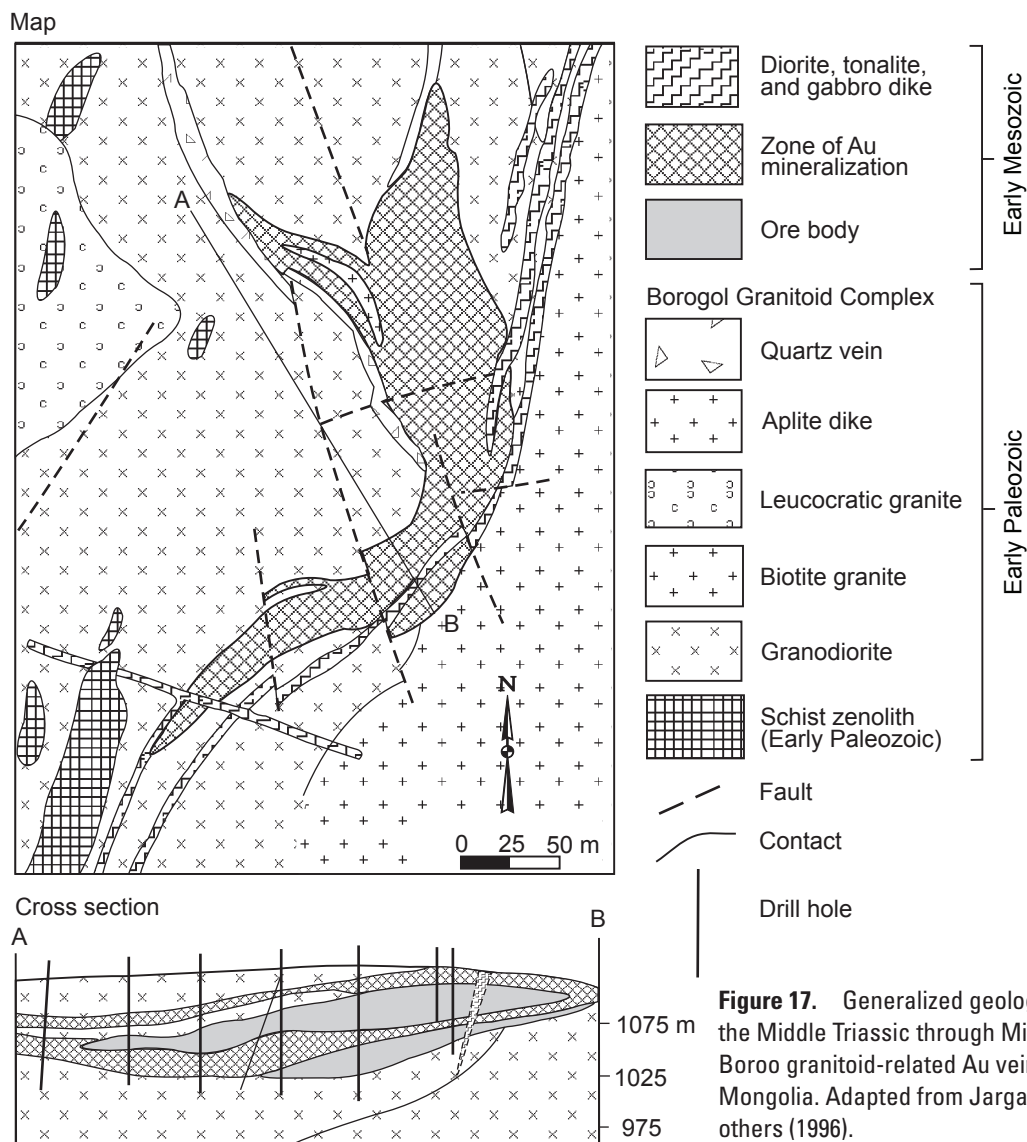 Map
A
B
N
0 25 50 m
Diorite, tonalite,
and gabbro dike
Zone of Au
mineralization
Ore body
Early Mesozoic
Borogol Granitoid Complex
Quartz vein
Aplite dike
Leucocratic granite
Biotite granite
Granodiorite
Schist zenolith
(Early Paleozoic)
Early Paleozoic
Fault
Contact
Drill hole
Cross section
A
B
1075 m
1025
975
Figure 17. Generalized geolo
the Middle Triassic through Mi
Boroo granitoid-related Au vei
Mongolia. Adapted from Jarga
others (1996).